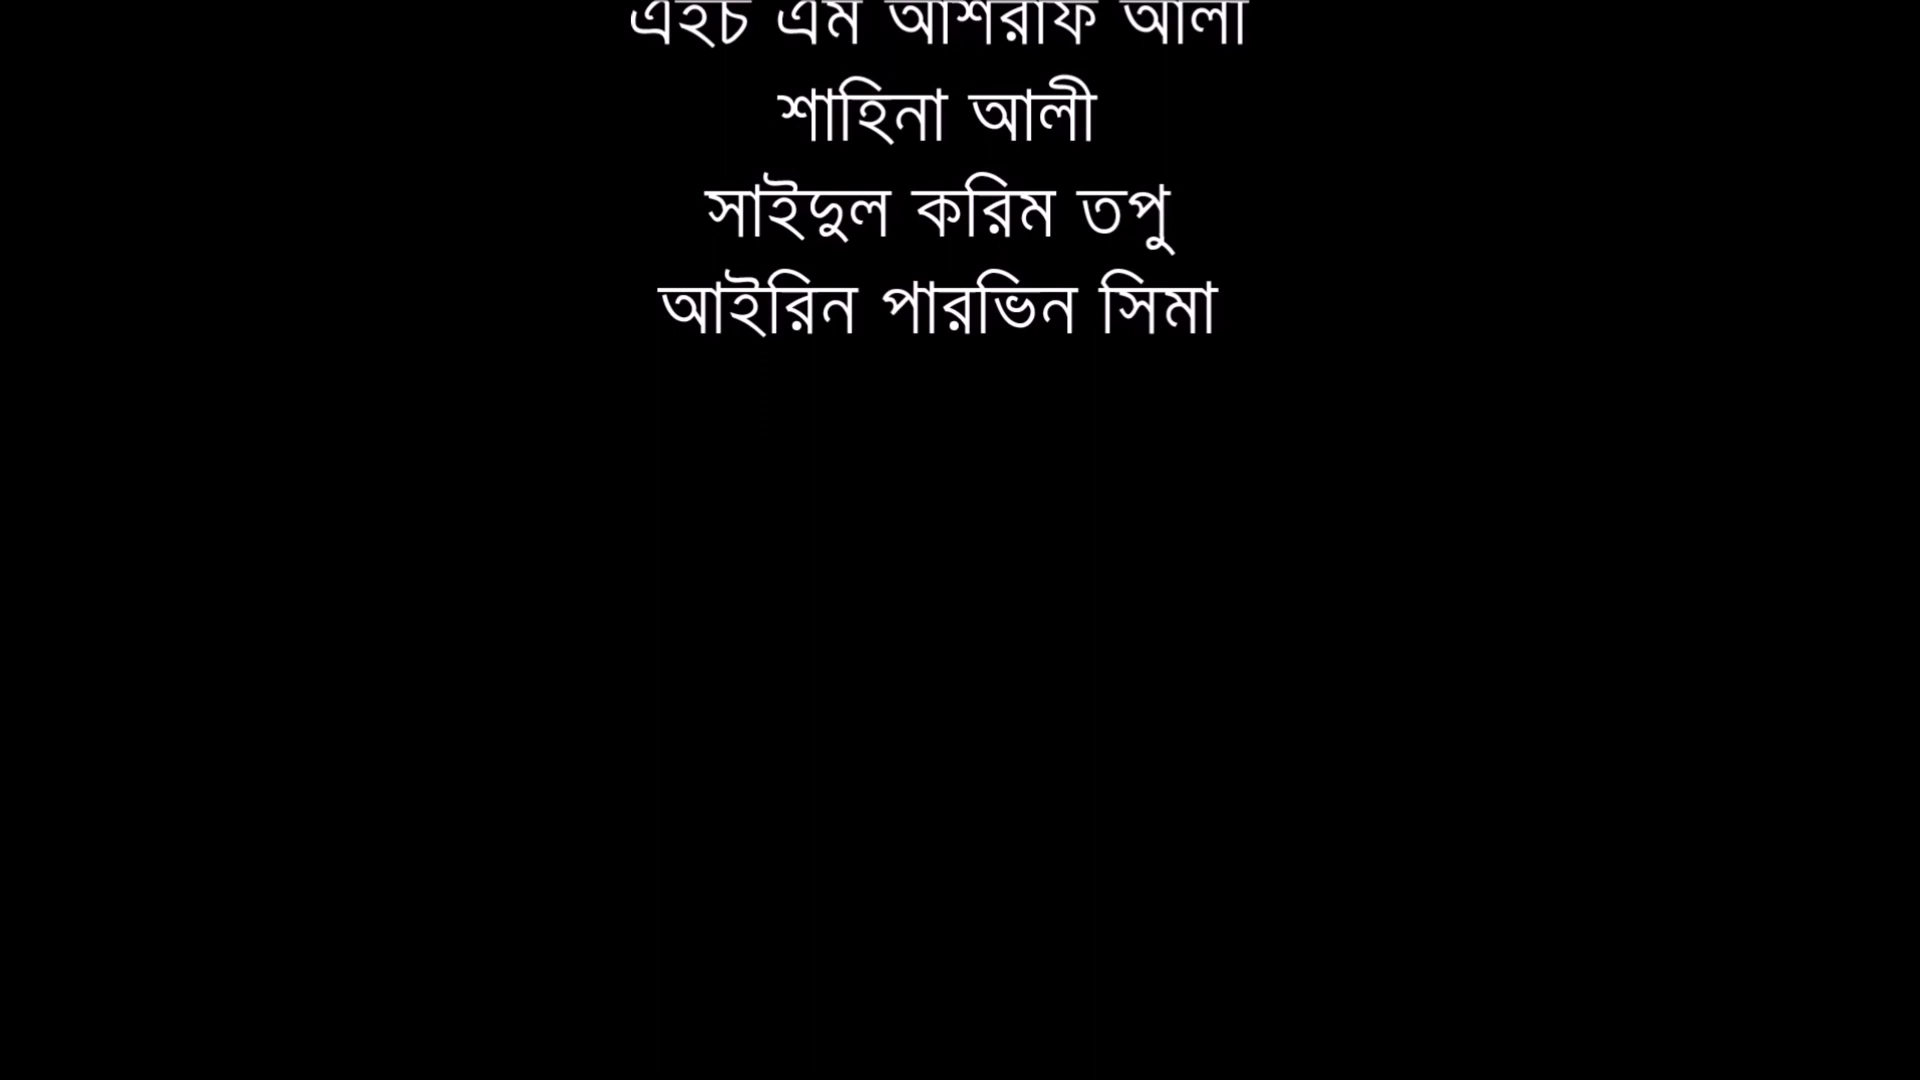 এইচ এম আশরাফ আলী
শাহিনা আলী
সাইদুল করিম তপু
আইরিন পারভিন সিমা